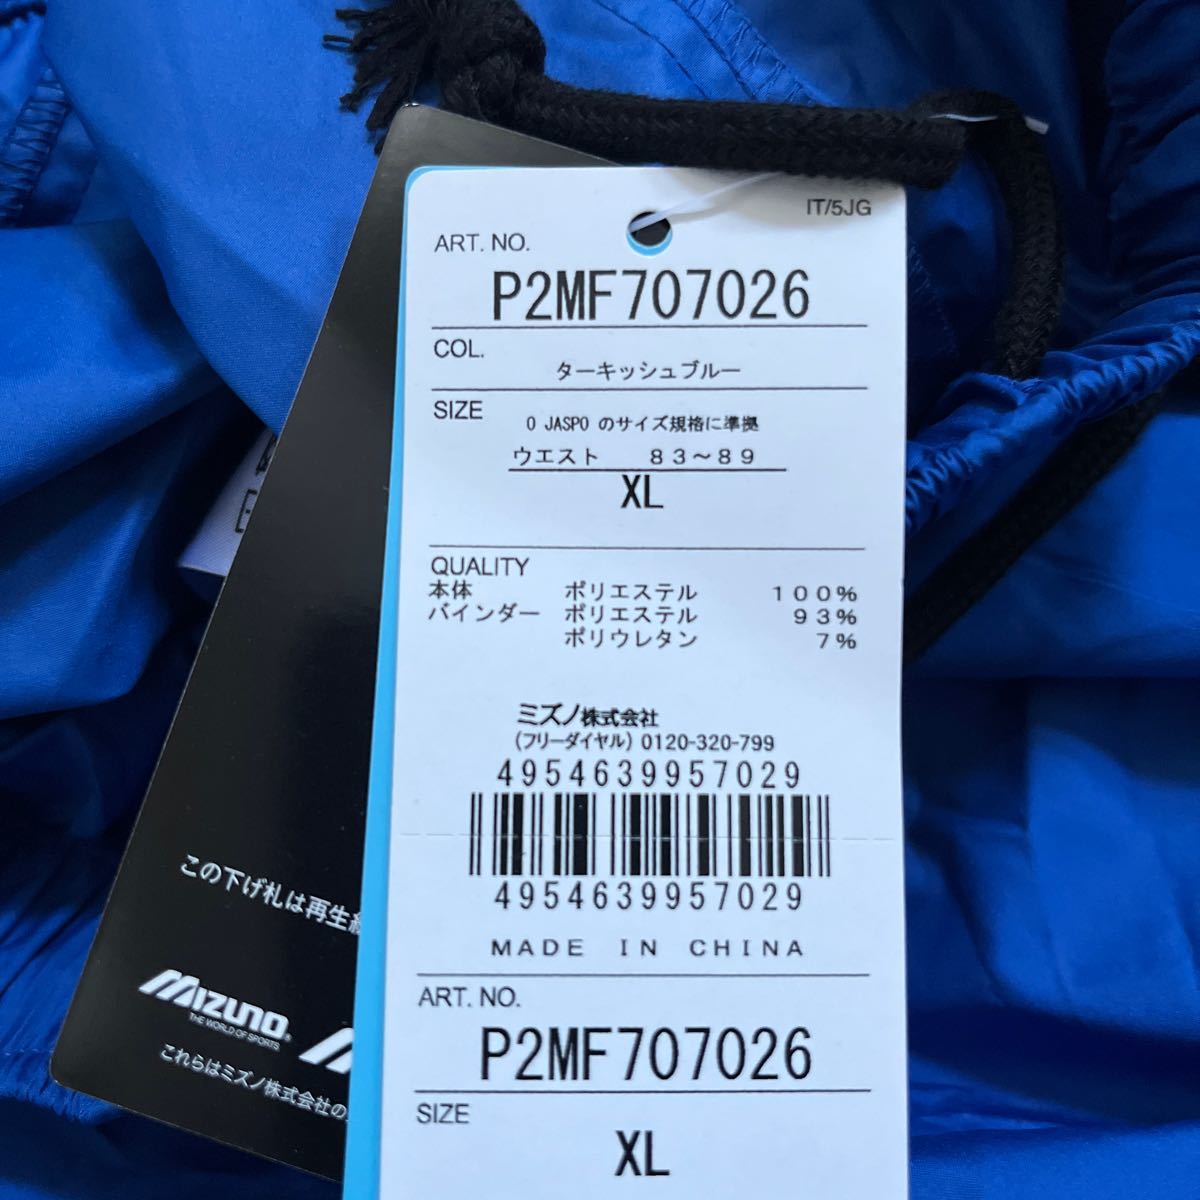 IT/5JG
ART. NO.
P2MF707026
COL.
ターキッシュブルー
SIZE
O JASPO のサイズ規格に準拠
ウエスト 83～89
XL
QUALITY
本体 ポリエステル 100%
バインダー ポリエステル 93%
ポリウレタン 7%
ミズノ株式会社
(フリーダイヤル) 0120-320-799
4954639957029
4954639957029
MADE IN CHINA
ART. NO.
P2MF707026
SIZE
XL
この下げ札は再生
MIZUNO
THE WORLD OF SPORTS
これらはミズノ株式会社の